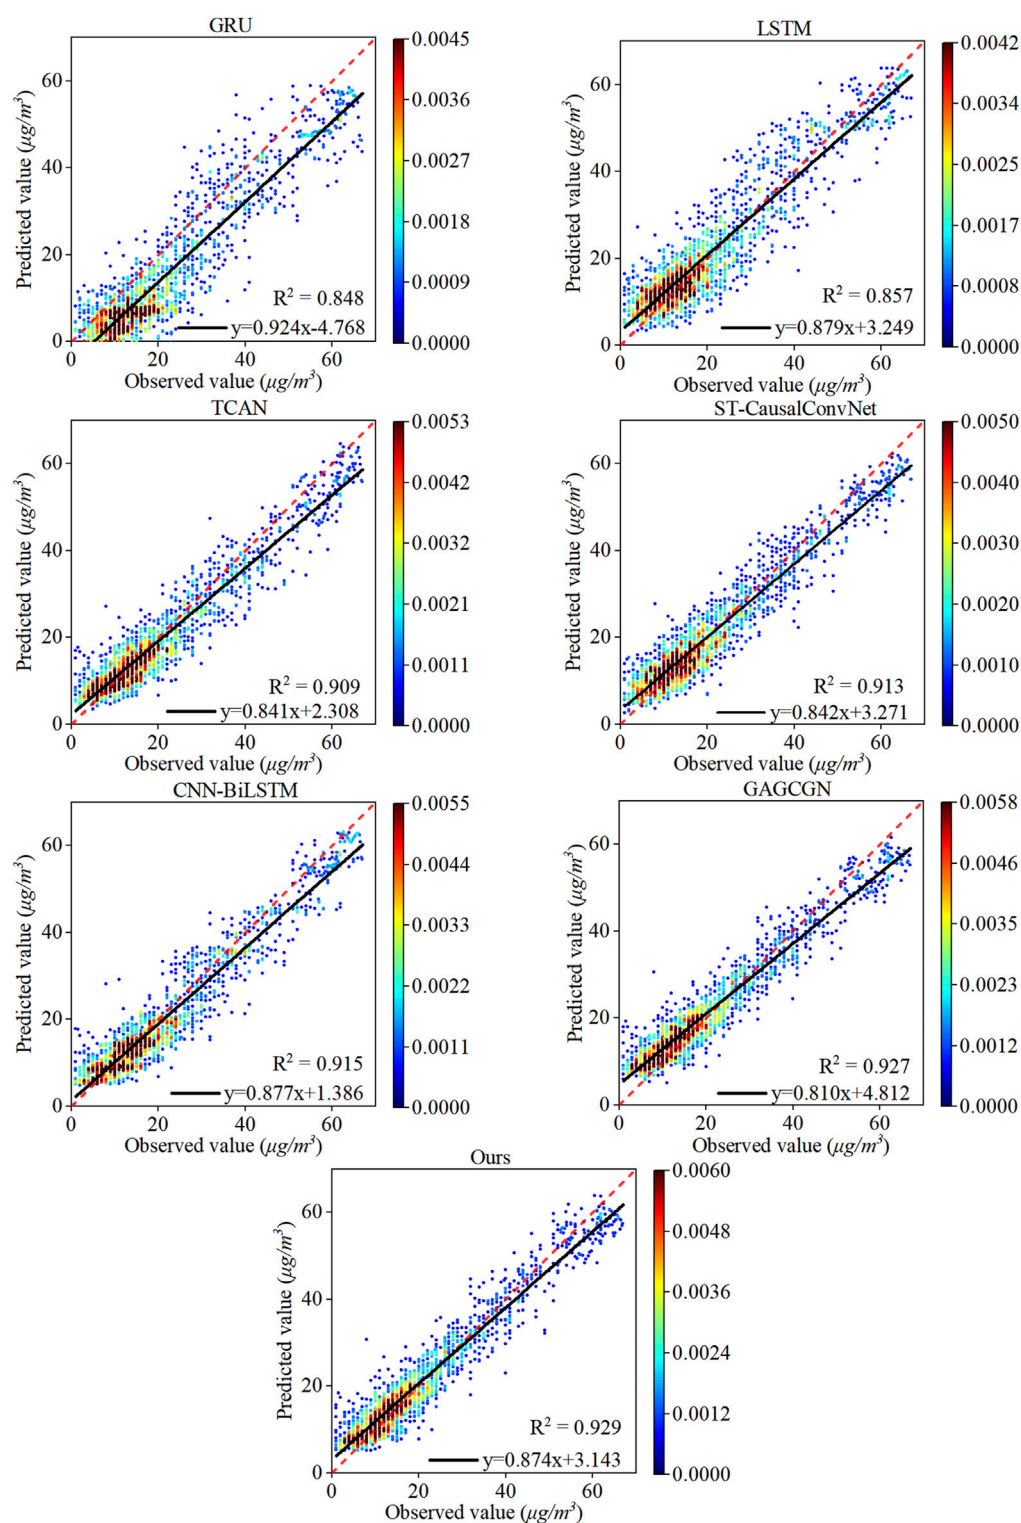 GRU
Predicted value (μg/m³)
60
40
20
0
0 20 40 60
Observed value (μg/m³)
R² = 0.848
y=0.924x-4.768
0.0045
0.0036
0.0027
0.0018
0.0009
0.0000
LSTM
Predicted value (μg/m³)
60
40
20
0
0 20 40 60
Observed value (μg/m³)
R² = 0.857
y=0.879x+3.249
0.0042
0.0034
0.0025
0.0017
0.0008
0.0000
TCAN
Predicted value (μg/m³)
60
40
20
0
0 20 40 60
Observed value (μg/m³)
R² = 0.909
y=0.841x+2.308
0.0053
0.0042
0.0032
0.0021
0.0011
0.0000
ST-CausalConvNet
Predicted value (μg/m³)
60
40
20
0
0 20 40 60
Observed value (μg/m³)
R² = 0.913
y=0.842x+3.271
0.0050
0.0040
0.0030
0.0020
0.0010
0.0000
CNN-BiLSTM
Predicted value (μg/m³)
60
40
20
0
0 20 40 60
Observed value (μg/m³)
R² = 0.915
y=0.877x+1.386
0.0055
0.0044
0.0033
0.0022
0.0011
0.0000
GAGCGN
Predicted value (μg/m³)
60
40
20
0
0 20 40 60
Observed value (μg/m³)
R² = 0.927
y=0.810x+4.812
0.0058
0.0046
0.0035
0.0023
0.0012
0.0000
Ours
Predicted value (μg/m³)
60
40
20
0
0 20 40 60
Observed value (μg/m³)
R² = 0.929
y=0.874x+3.143
0.0060
0.0048
0.0036
0.0024
0.0012
0.0000